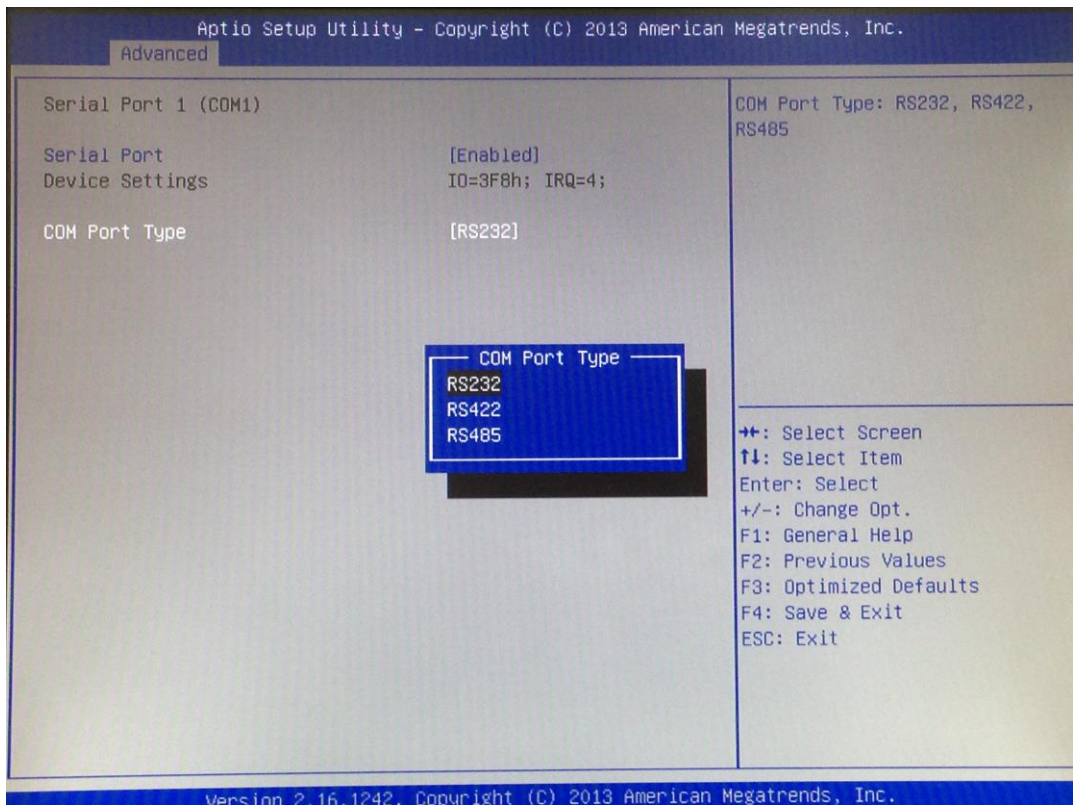 Aptio Setup Utility – Copyright (C) 2013 American Megatrends, Inc.
Advanced
Serial Port 1 (COM1)
Serial Port [Enabled]
Device Settings IO=3F8h; IRQ=4;
COM Port Type [RS232]
COM Port Type
RS232
RS422
RS485
COM Port Type: RS232, RS422,
RS485
→←: Select Screen
↑↓: Select Item
Enter: Select
+/-: Change Opt.
F1: General Help
F2: Previous Values
F3: Optimized Defaults
F4: Save & Exit
ESC: Exit
Version 2.16.1242. Copyright (C) 2013 American Megatrends, Inc.